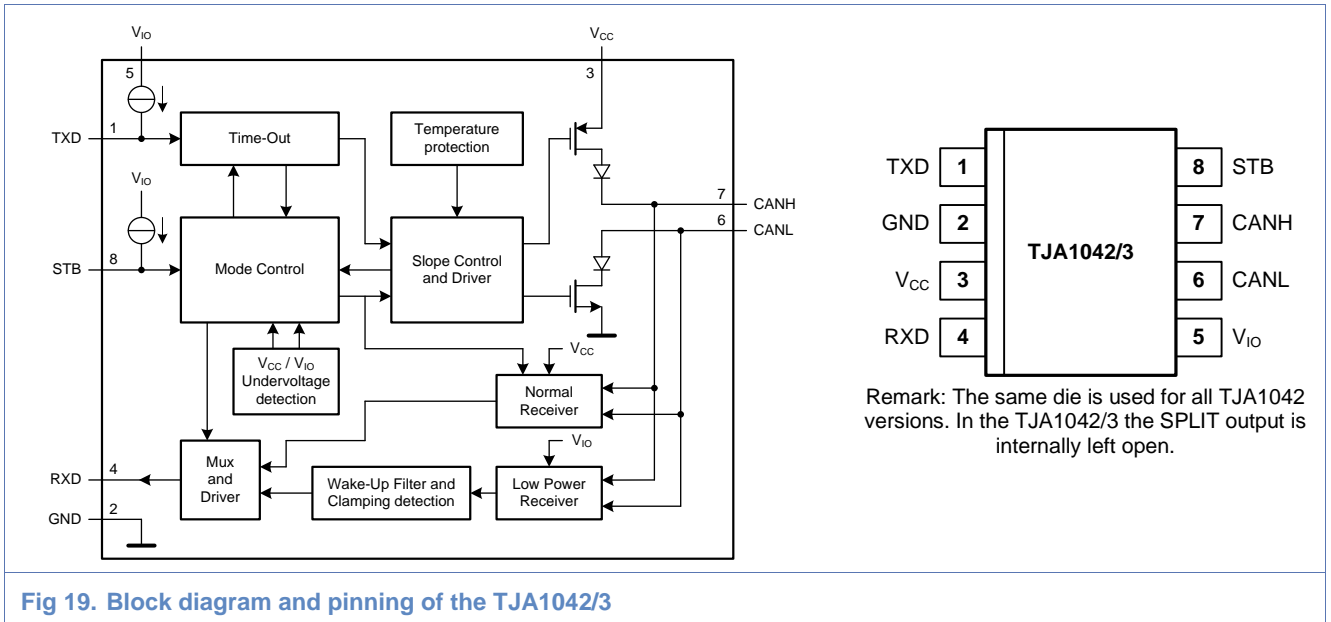 VIO
VCC
5
3
TXD
1
Time-Out
Temperature
protection
VIO
7
CANH
6
CANL
STB
8
Mode Control
Slope Control
and Driver
VCC / VIO
Undervoltage
detection
VCC
Normal
Receiver
VIO
RXD
4
Mux
and
Driver
Wake-Up Filter and
Clamping detection
Low Power
Receiver
GND
2
TXD 1
8 STB
GND 2
7 CANH
TJA1042/3
VCC 3
6 CANL
RXD 4
5 VIO
Remark: The same die is used for all TJA1042
versions. In the TJA1042/3 the SPLIT output is
internally left open.
Fig 19. Block diagram and pinning of the TJA1042/3